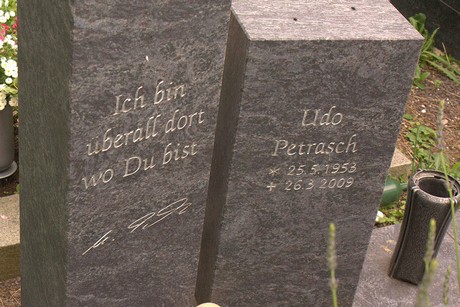 Ich bin
überall dort
wo Du bist
Udo
Petrasch
* 25.5.1953
+ 26.3.2009